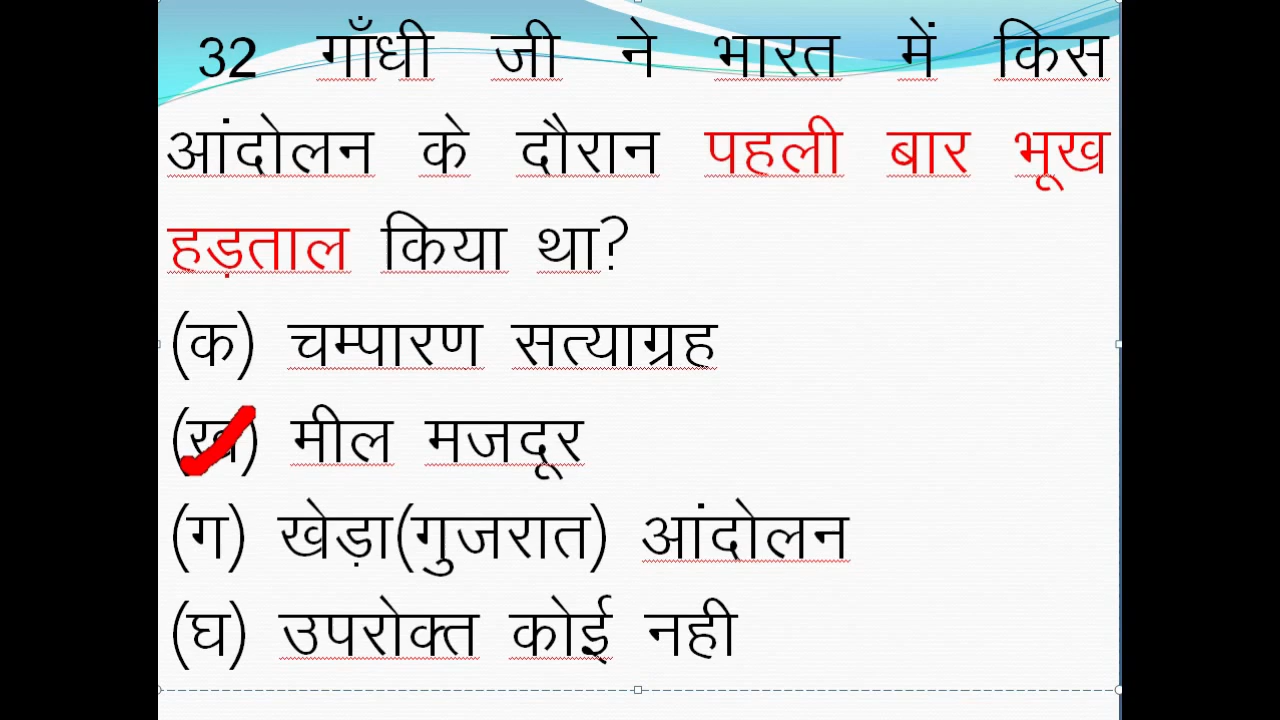 32 गाँधी जी ने भारत में किस
आंदोलन के दौरान पहली बार भूख
हड़ताल किया था?
(क) चम्पारण सत्याग्रह
(ख) मील मजदूर
(ग) खेड़ा(गुजरात) आंदोलन
(घ) उपरोक्त कोई नही